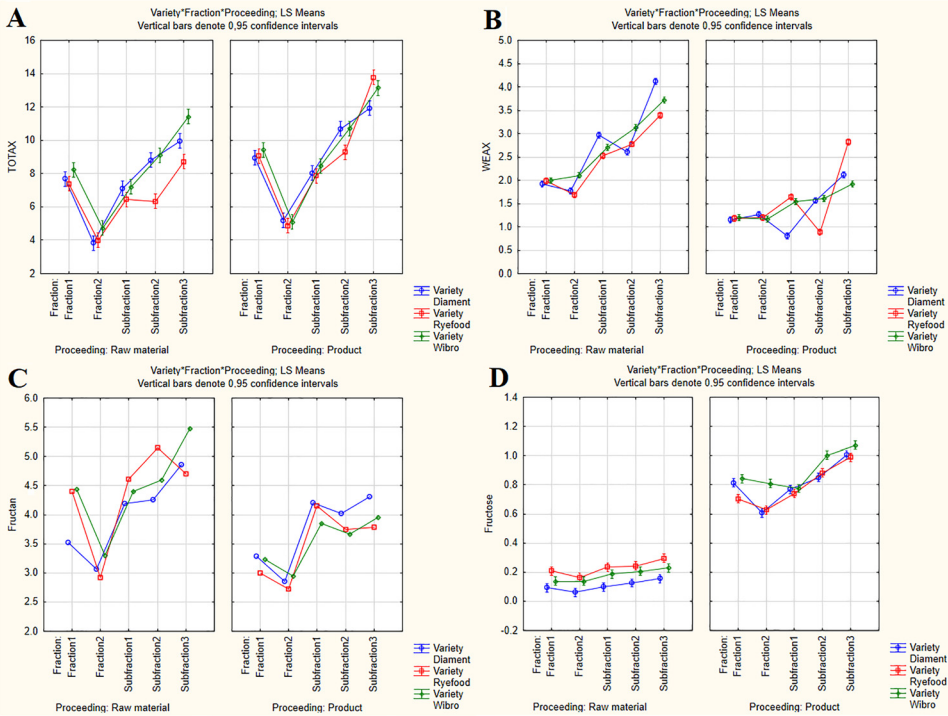 A
Variety*Fraction*Proceeding; LS Means
Vertical bars denote 0,95 confidence intervals
TOTAX
16
14
12
10
8
6
4
2
Fraction:
Fraction1
Fraction2
Subfraction1
Subfraction2
Subfraction3
Proceeding: Raw material
Fraction:
Fraction1
Fraction2
Subfraction1
Subfraction2
Subfraction3
Proceeding: Product
Variety
Diament
Variety
Ryefood
Variety
Wibro
B
Variety*Fraction*Proceeding; LS Means
Vertical bars denote 0,95 confidence intervals
WEAX
5.0
4.5
4.0
3.5
3.0
2.5
2.0
1.5
1.0
0.5
0.0
Fraction:
Fraction1
Fraction2
Subfraction1
Subfraction2
Subfraction3
Proceeding: Raw material
Fraction:
Fraction1
Fraction2
Subfraction1
Subfraction2
Subfraction3
Proceeding: Product
Variety
Diament
Variety
Ryefood
Variety
Wibro
C
Variety*Fraction*Proceeding; LS Means
Vertical bars denote 0.95 confidence intervals
Fructan
6.0
5.5
5.0
4.5
4.0
3.5
3.0
2.5
2.0
Fraction:
Fraction1
Fraction2
Subfraction1
Subfraction2
Subfraction3
Proceeding: Raw material
Fraction:
Fraction1
Fraction2
Subfraction1
Subfraction2
Subfraction3
Proceeding: Product
Variety
Diament
Variety
Ryefood
Variety
Wibro
D
Variety*Fraction*Proceeding; LS Means
Vertical bars denote 0.95 confidence intervals
Fructose
1.4
1.2
1.0
0.8
0.6
0.4
0.2
0.0
-0.2
Fraction:
Fraction1
Fraction2
Subfraction1
Subfraction2
Subfraction3
Proceeding: Raw material
Fraction:
Fraction1
Fraction2
Subfraction1
Subfraction2
Subfraction3
Proceeding: Product
Variety
Diament
Variety
Ryefood
Variety
Wibro